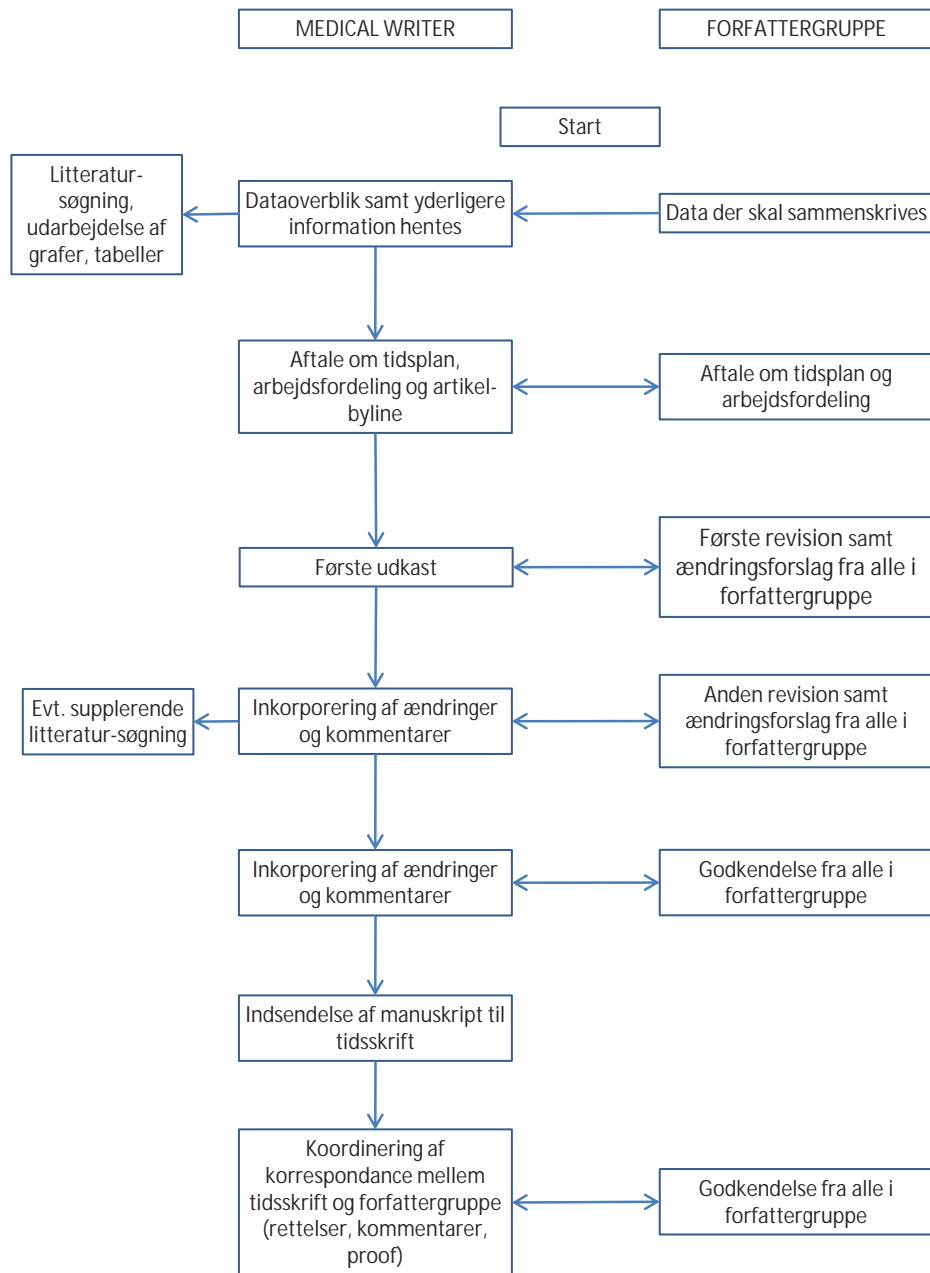 MEDICAL WRITER
FORFATTERGRUPPE
Start
Litteratur-
søgning,
udarbejdelse af
grafer, tabeller
Dataoverblik samt yderligere
information hentes
Data der skal sammenskrives
Aftale om tidsplan,
arbejdsfordeling og artikel-
byline
Aftale om tidsplan og
arbejdsfordeling
Første udkast
Første revision samt
ændringsforslag fra alle i
forfattergruppe
Evt. supplerende
litteratur-søgning
Inkorporering af ændringer
og kommentarer
Anden revision samt
ændringsforslag fra alle i
forfattergruppe
Inkorporering af ændringer
og kommentarer
Godkendelse fra alle i
forfattergruppe
Indsendelse af manuskript til
tidsskrift
Koordinering af
korrespondance mellem
tidsskrift og forfattergruppe
(rettelser, kommentarer,
proof)
Godkendelse fra alle i
forfattergruppe